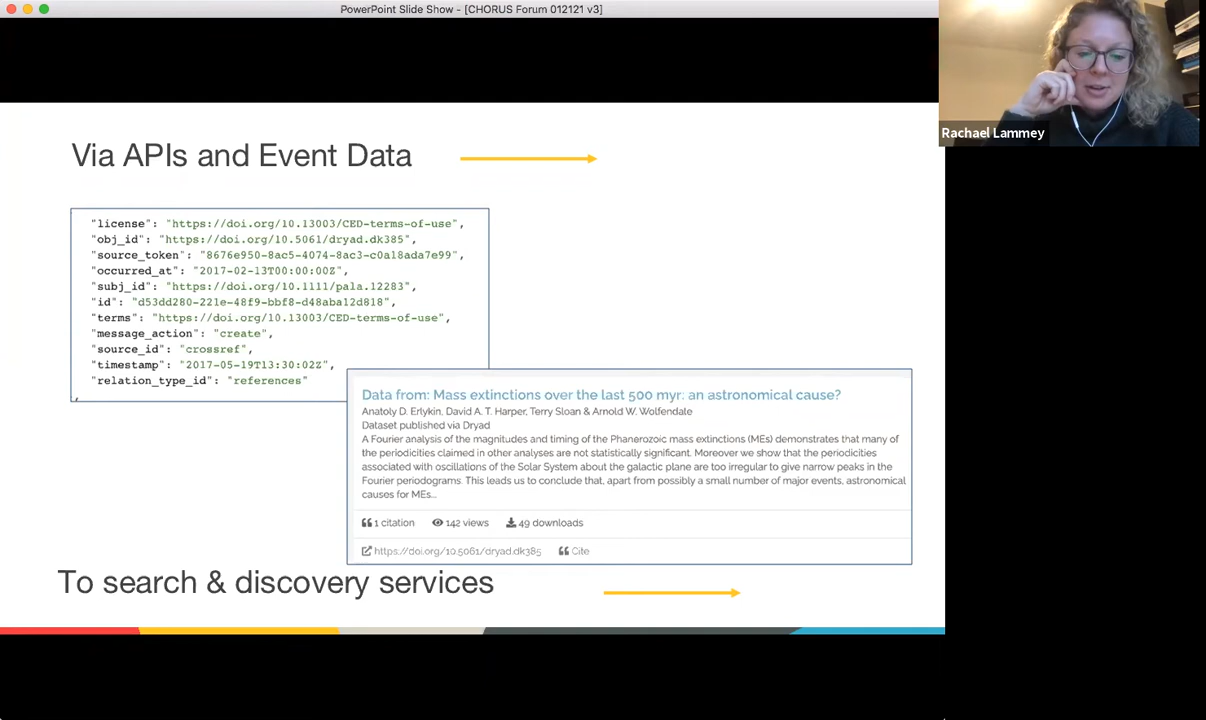 PowerPoint Slide Show - [CHORUS Forum 012121 v3]
Rachael Lammey
Via APIs and Event Data
"license": "https://doi.org/10.13003/CED-terms-of-use",
"obj_id": "https://doi.org/10.5061/dryad.dk385",
"source_token": "8676e950-8ac5-4074-8ac3-c0a18ada7e99",
"occurred_at": "2017-02-13T00:00:00Z",
"subj_id": "https://doi.org/10.1111/pala.12283",
"id": "d53dd280-221e-48f9-bbf8-d48aba12d818",
"terms": "https://doi.org/10.13003/CED-terms-of-use",
"message_action": "create",
"source_id": "crossref",
"timestamp": "2017-05-19T13:30:02Z",
"relation_type_id": "references"
Data from: Mass extinctions over the last 500 myr: an astronomical cause?
Anatoly D. Erlykin, David A. T. Harper, Terry Sloan & Arnold W. Wolfendale
Dataset published via Dryad
A Fourier analysis of the magnitudes and timing of the Phanerozoic mass extinctions (MEs) demonstrates that many of
the periodicities claimed in other analyses are not statistically significant. Moreover we show that the periodicities
associated with oscillations of the Solar System about the galactic plane are too irregular to give narrow peaks in the
Fourier periodograms. This leads us to conclude that, apart from possibly a small number of major events, astronomical
causes for MEs...
1 citation 142 views 49 downloads
https://doi.org/10.5061/dryad.dk385 Cite
To search & discovery services